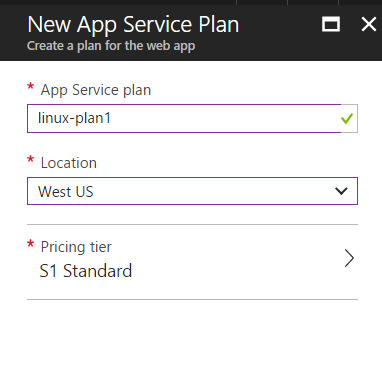 New App Service Plan
Create a plan for the web app
* App Service plan
linux-plan1
* Location
West US
* Pricing tier
S1 Standard